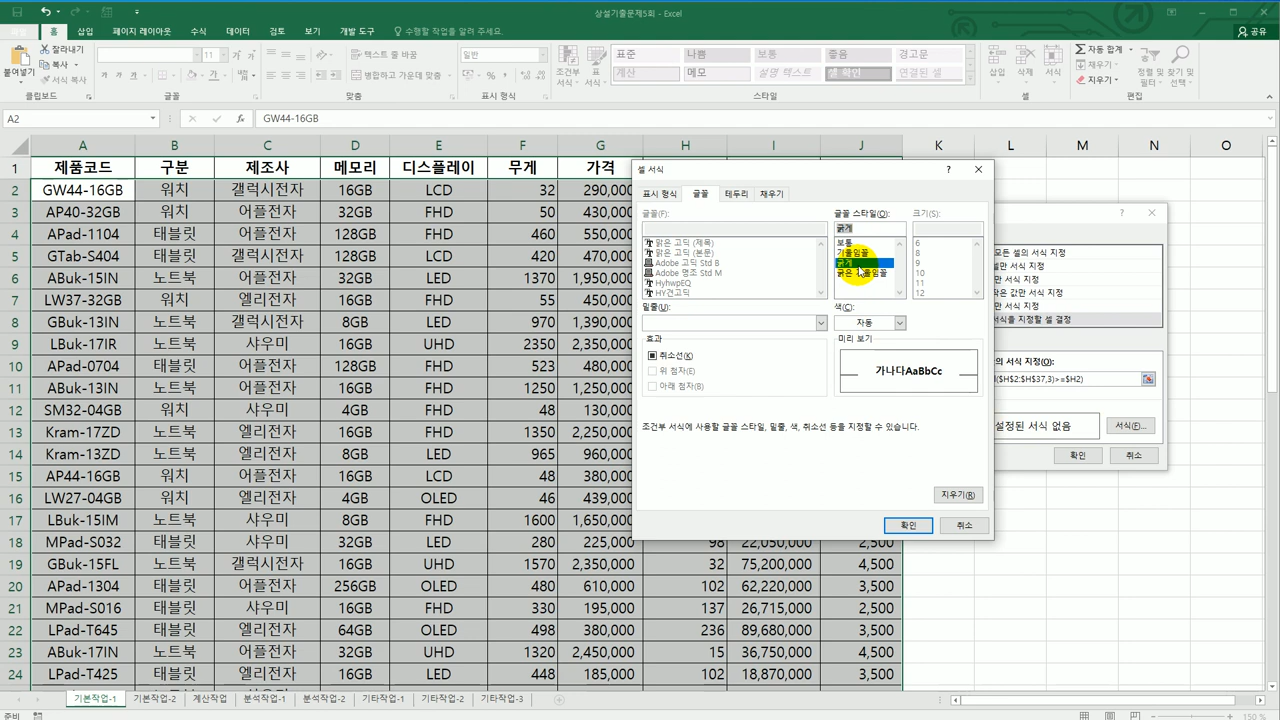 상설기출문제5회 - Excel
홈 삽입 페이지 레이아웃 수식 데이터 검토 보기 개발 도구 수행할 작업을 알려 주세요. 공유
붙여넣기 잘라내기 복사 서식 복사 클립보드
11 글꼴
텍스트 줄 바꿈 병합하고 가운데 맞춤 맞춤
일반 % 표시 형식
조건부 서식 표 서식
표준 나쁨 보통 좋음 경고문
계산 메모 설명 텍스트 셀 확인 연결된 셀
스타일
삽입 삭제 서식 셀
자동 합계 채우기 지우기 정렬 및 필터 찾기 및 선택 편집
A2 fx GW44-16GB
A B C D E F G H I J K L M N O
1 제품코드 구분 제조사 메모리 디스플레이 무게 가격
2 GW44-16GB 워치 갤럭시전자 16GB LCD 32 290,000
3 AP40-32GB 워치 어플전자 32GB FHD 50 430,000
4 APad-1104 태블릿 어플전자 128GB FHD 460 550,000
5 GTab-S404 태블릿 갤럭시전자 128GB LCD 420 520,000
6 ABuk-15IN 노트북 어플전자 32GB LED 1370 1,950,000
7 LW37-32GB 워치 엘리전자 16GB FHD 55 450,000
8 GBuk-13IN 노트북 갤럭시전자 8GB LED 970 1,390,000
9 LBuk-17IR 노트북 샤우미 16GB UHD 2350 2,350,000
10 APad-0704 태블릿 어플전자 128GB FHD 523 480,000
11 ABuk-13IN 노트북 어플전자 16GB FHD 1250 1,250,000
12 SM32-04GB 워치 샤우미 4GB FHD 48 130,000
13 Kram-17ZD 노트북 엘리전자 32GB FHD 1350 2,250,000
14 Kram-13ZD 노트북 엘리전자 8GB LED 965 960,000
15 AP44-16GB 워치 어플전자 16GB LCD 48 380,000
16 LW27-04GB 워치 엘리전자 4GB OLED 46 439,000
17 LBuk-15IM 노트북 샤우미 8GB FHD 1600 1,650,000
18 MPad-S032 태블릿 샤우미 32GB LED 280 225,000 98 22,050,000 2,500
19 GBuk-15FL 노트북 갤럭시전자 16GB UHD 1570 2,350,000 32 75,200,000 4,500
20 APad-1304 태블릿 어플전자 256GB OLED 480 610,000 102 62,220,000 3,500
21 MPad-S016 태블릿 샤우미 16GB FHD 330 195,000 137 26,715,000 2,500
22 LPad-T645 태블릿 엘리전자 64GB OLED 498 380,000 236 89,680,000 3,500
23 ABuk-17IN 노트북 어플전자 32GB UHD 1320 2,450,000 15 36,750,000 4,500
24 LPad-T425 태블릿 엘리전자 16GB LED 448 185,000 102 18,870,000 3,500
셀 서식 ?
표시 형식 글꼴 테두리 채우기
글꼴(F): 글꼴 스타일(O): 크기(S):
굵게
맑은 고딕 (제목) 보통 6
맑은 고딕 (본문) 기울임꼴 8
Adobe 고딕 Std B 굵게 9
Adobe 명조 Std M 굵은 기울임꼴 10
HyhwpEQ 11
HY견고딕 12
밑줄(U): 색(C):
자동
효과 미리 보기
취소선(K)
위 첨자(E)
아래 첨자(B)
가나다AaBbCc
조건부 서식에 사용할 글꼴 스타일, 밑줄, 색, 취소선 등을 지정할 수 있습니다.
지우기(R)
확인 취소
?
모든 셀의 서식 지정
셀만 서식 지정
만 서식 지정
작은 값만 서식 지정
만 서식 지정
서식을 지정할 셀 결정
의 서식 지정(O):
($H$2:$H$37,3)>=$H2)
설정된 서식 없음 서식(F)...
확인 취소
기본작업-1 기본작업-2 계산작업 분석작업-1 분석작업-2 기타작업-1 기타작업-2 기타작업-3
준비 150 %